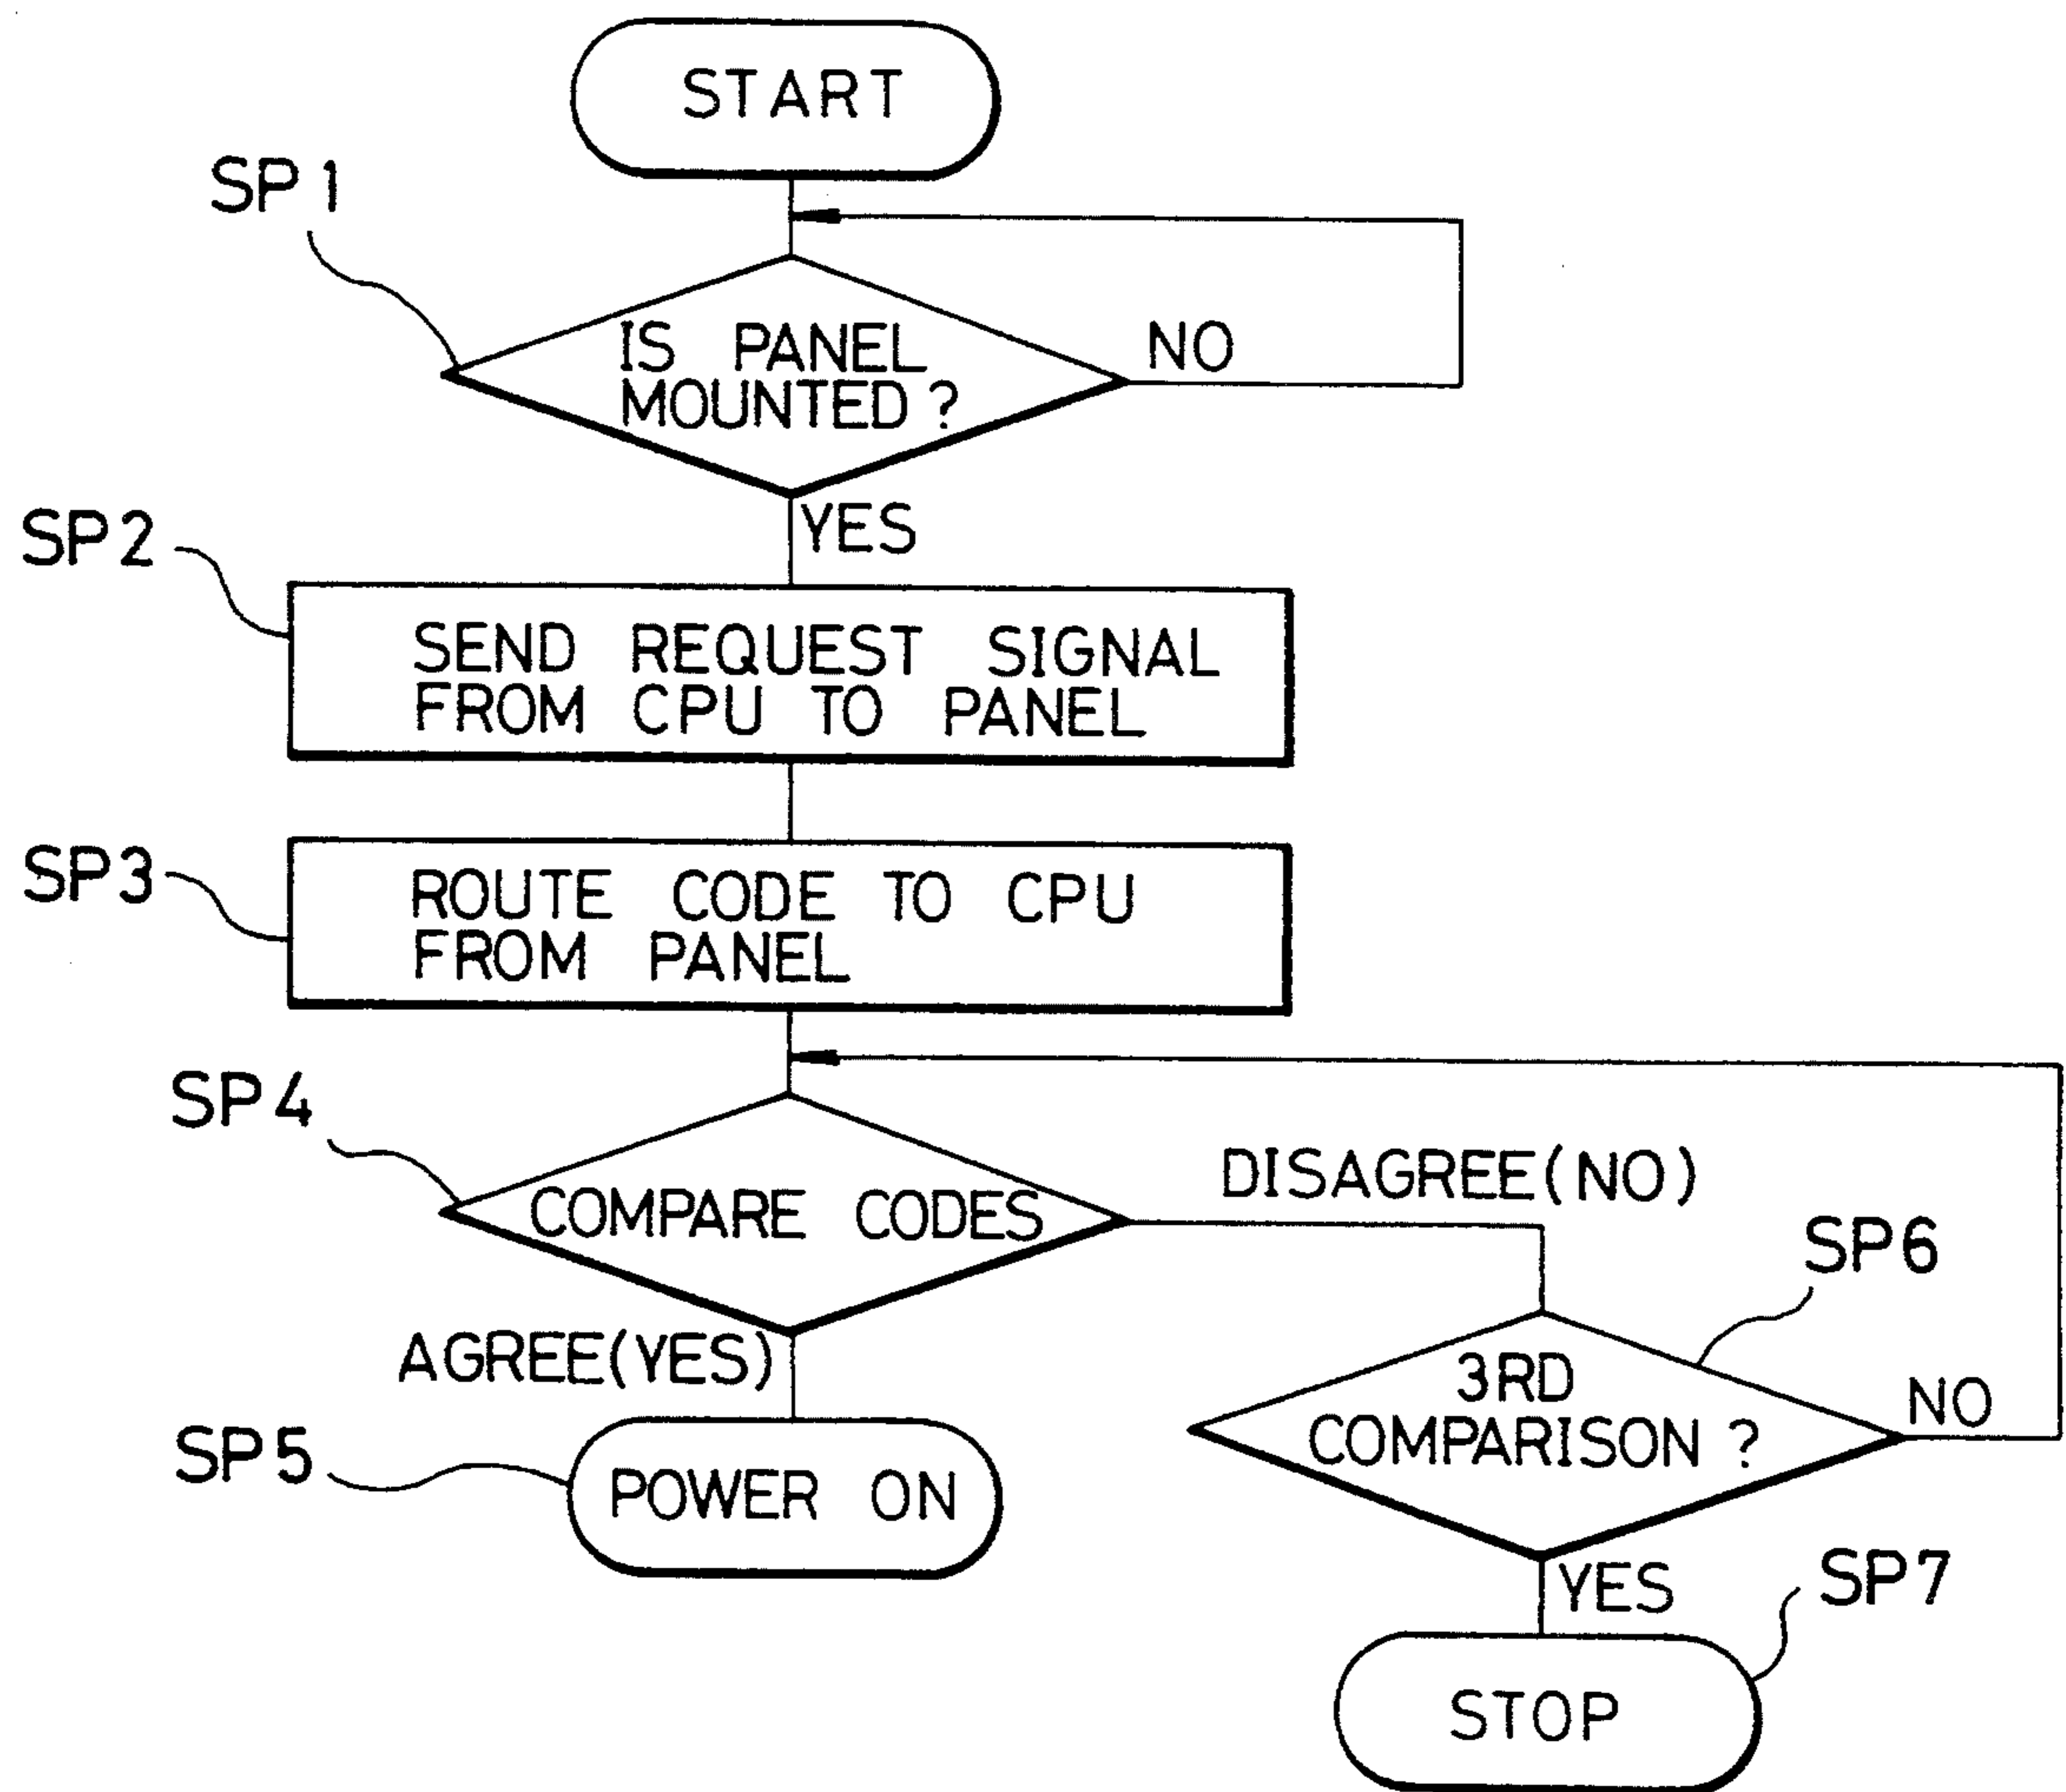 START
SP1
IS PANEL
MOUNTED?
NO
YES
SP2
SEND REQUEST SIGNAL
FROM CPU TO PANEL
SP3
ROUTE CODE TO CPU
FROM PANEL
SP4
COMPARE CODES
DISAGREE(NO)
AGREE(YES)
SP6
3RD
COMPARISON?
NO
SP5
POWER ON
YES
SP7
STOP